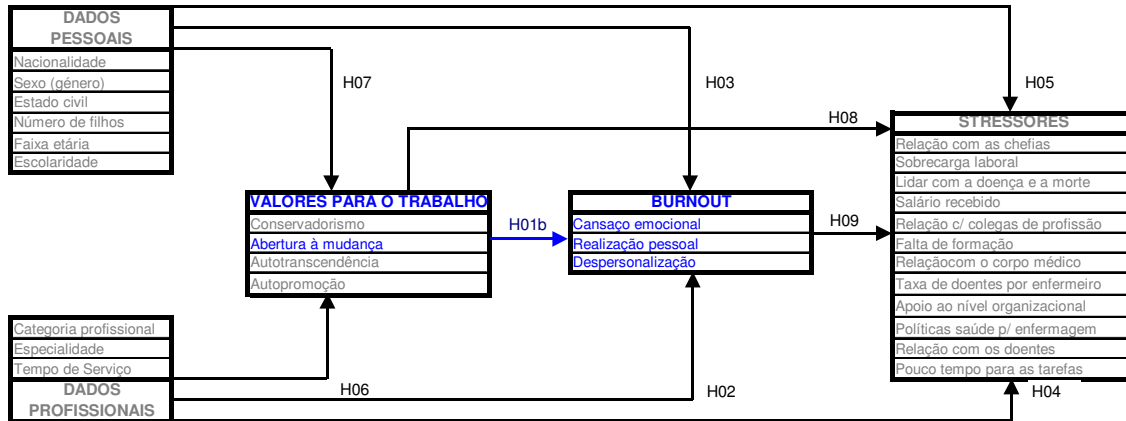 DADOS
PESSOAIS
Nacionalidade
Sexo (género)
Estado civil
Número de filhos
Faixa etária
Escolaridade
H07
H03
H05
H08
STRESSORES
Relação com as chefias
Sobrecarga laboral
Lidar com a doença e a morte
Salário recebido
Relação c/ colegas de profissão
Falta de formação
Relaçãocom o corpo médico
Taxa de doentes por enfermeiro
Apoio ao nível organizacional
Políticas saúde p/ enfermagem
Relação com os doentes
Pouco tempo para as tarefas
VALORES PARA O TRABALHO
Conservadorismo
Abertura à mudança
Autotranscendência
Autopromoção
H01b
BURNOUT
Cansaço emocional
Realização pessoal
Despersonalização
H09
Categoria profissional
Especialidade
Tempo de Serviço
DADOS
PROFISSIONAIS
H06
H02
H04